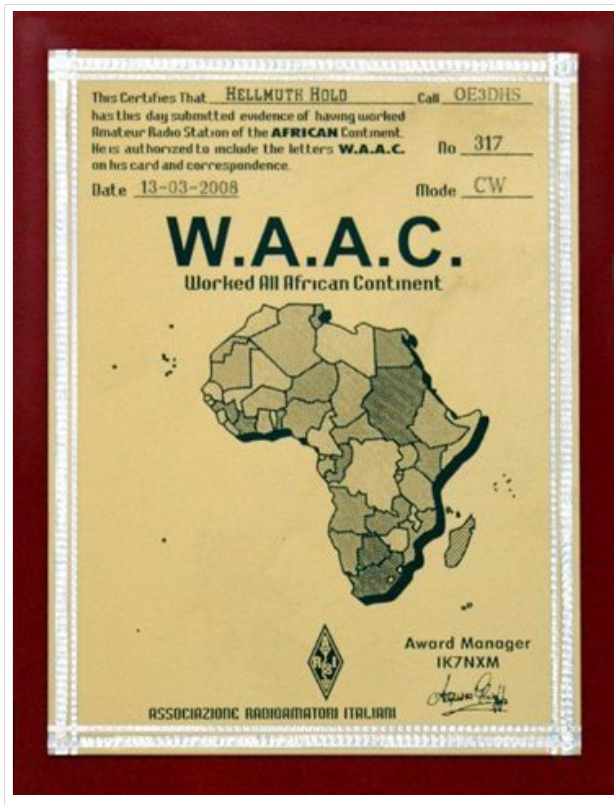 This Certifies That HELLMUTH HOLD Call OE3DHS
has this day submitted evidence of having worked
Amateur Radio Station of the AFRICAN Continent.
He is authorized to include the letters W.A.A.C. No 317
on his card and correspondence.
Date 13-03-2008 Mode CW
W.A.A.C.
Worked All African Continent
A
R I
Award Manager
IK7NXM
ASSOCIAZIONE RADIOAMATORI ITALIANI